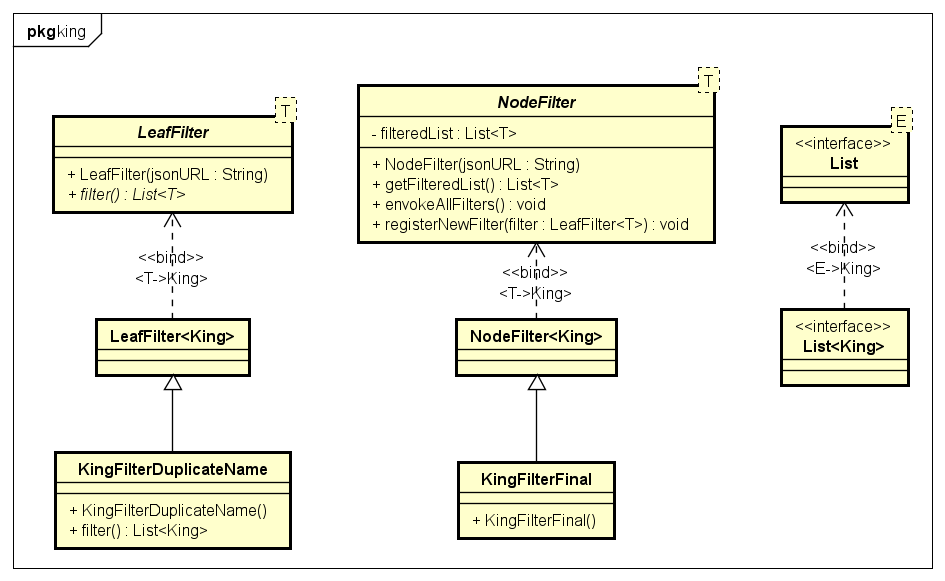 pkg king
T
LeafFilter
+ LeafFilter(jsonURL : String)
+ filter() : List<T>
<<bind>>
<T->King>
LeafFilter<King>
KingFilterDuplicateName
+ KingFilterDuplicateName()
+ filter() : List<King>
T
NodeFilter
- filteredList : List<T>
+ NodeFilter(jsonURL : String)
+ getFilteredList() : List<T>
+ envokeAllFilters() : void
+ registerNewFilter(filter : LeafFilter<T>) : void
<<bind>>
<T->King>
NodeFilter<King>
KingFilterFinal
+ KingFilterFinal()
E
<<interface>>
List
<<bind>>
<E->King>
<<interface>>
List<King>